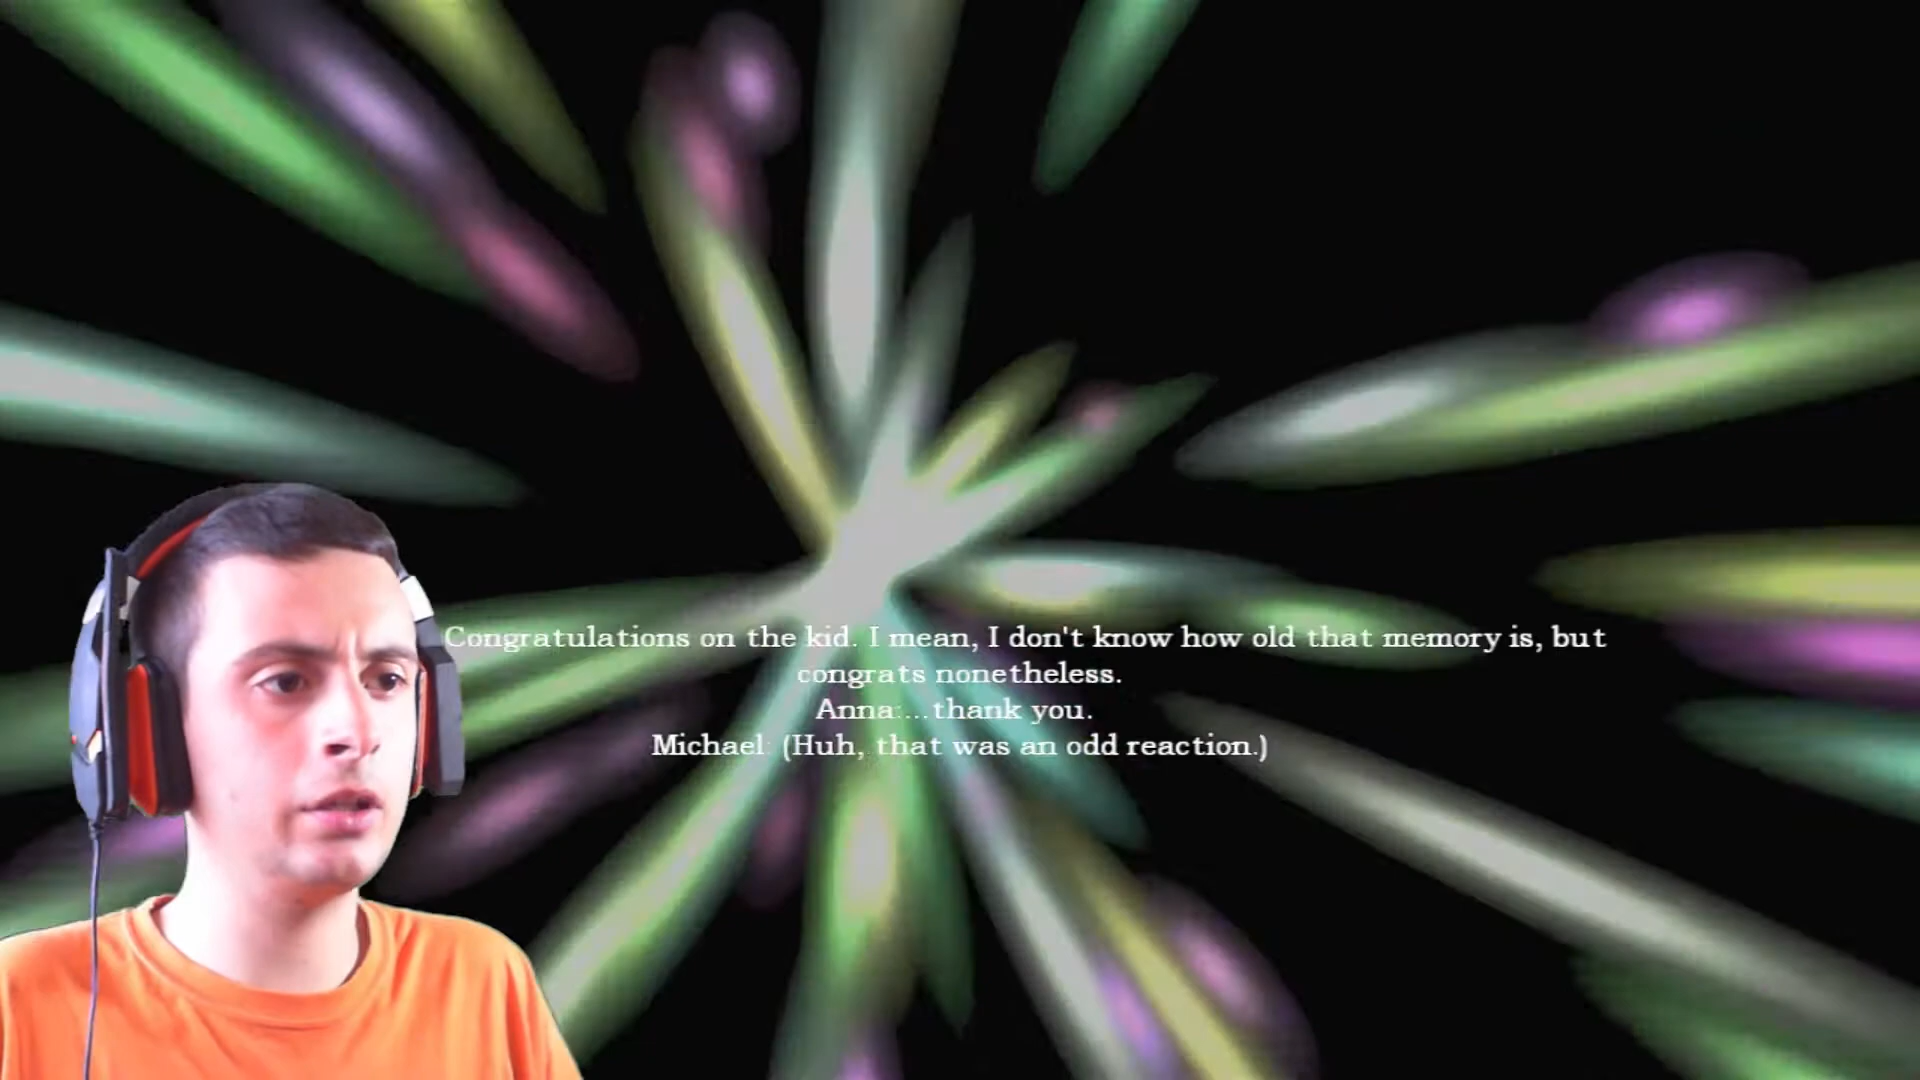 Congratulations on the kid. I mean, I don't know how old that memory is, but
congrats nonetheless.
Anna:...thank you.
Michael: (Huh, that was an odd reaction.)